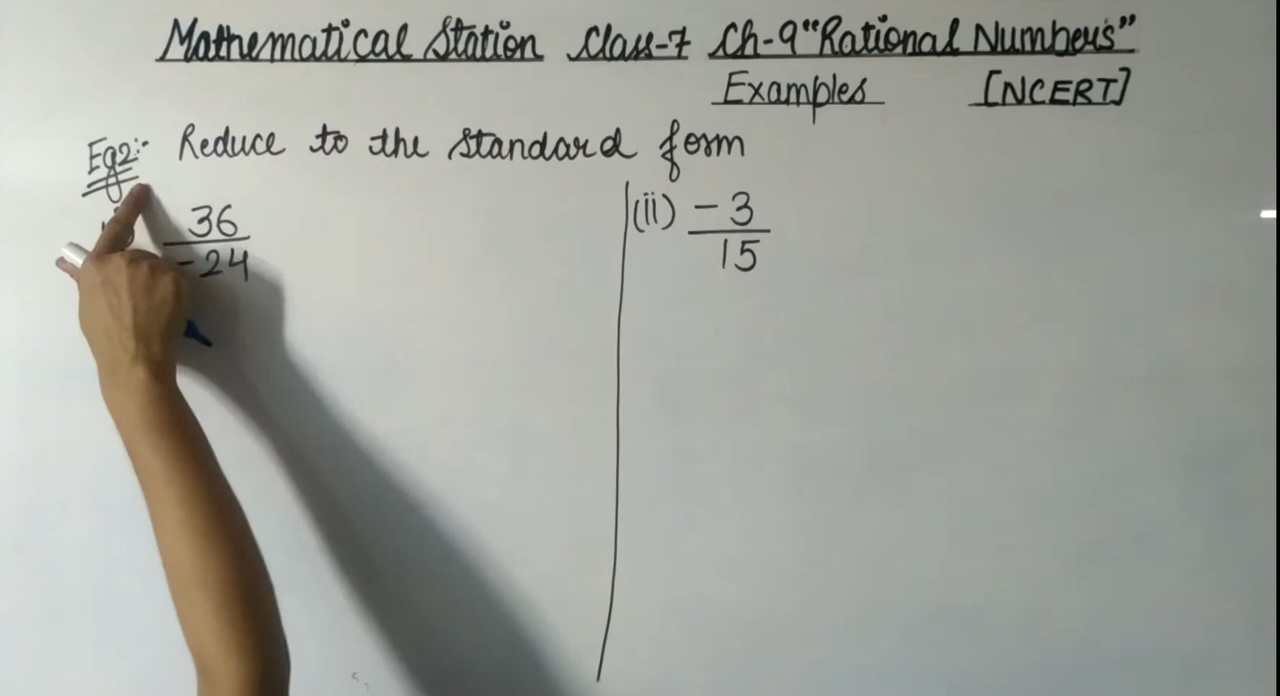 Mathematical Station Class-7 Ch-9 "Rational Numbers"
Examples [NCERT]
Eg2:- Reduce to the standard form
36/-24
(ii) -3/15